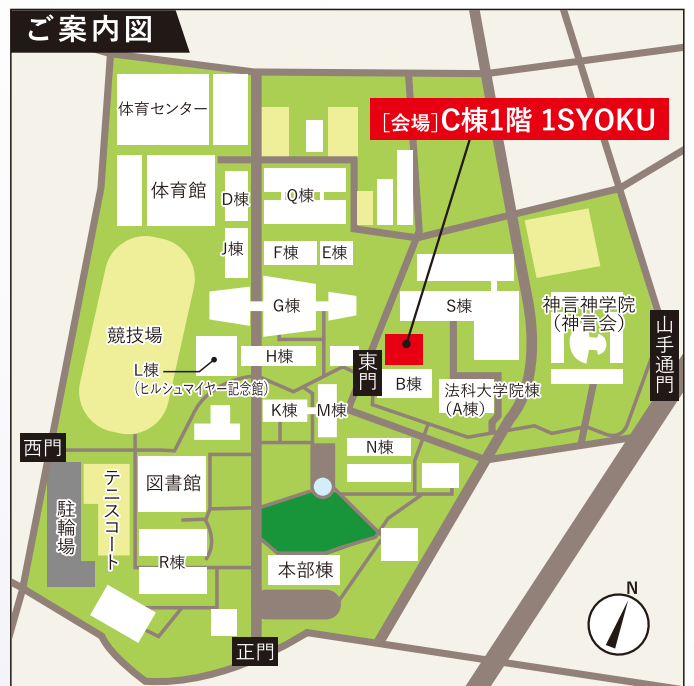 ご案内図
体育センター
[会場]C棟1階 1SYOKU
体育館
D棟
Q棟
J棟
F棟
E棟
G棟
S棟
神言神学院
(神言会)
競技場
山手通門
H棟
東門
L棟
(ヒルシュマイヤー記念館)
B棟
法科大学院棟
(A棟)
K棟
M棟
西門
N棟
テニスコート
図書館
駐輪場
R棟
本部棟
N
正門